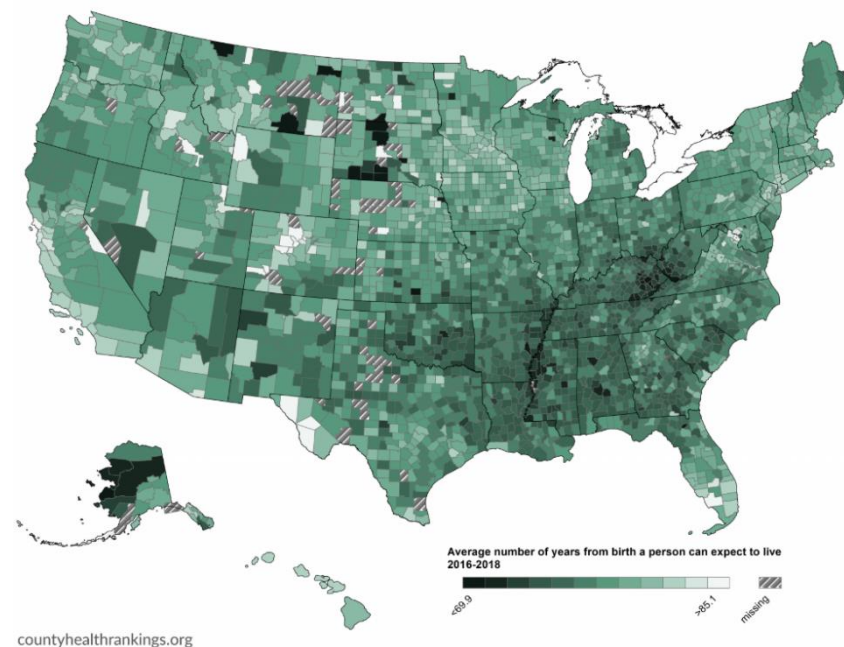 Average number of years from birth a person can expect to live
2016-2018
<69.9
>85.1
missing
countyhealthrankings.org